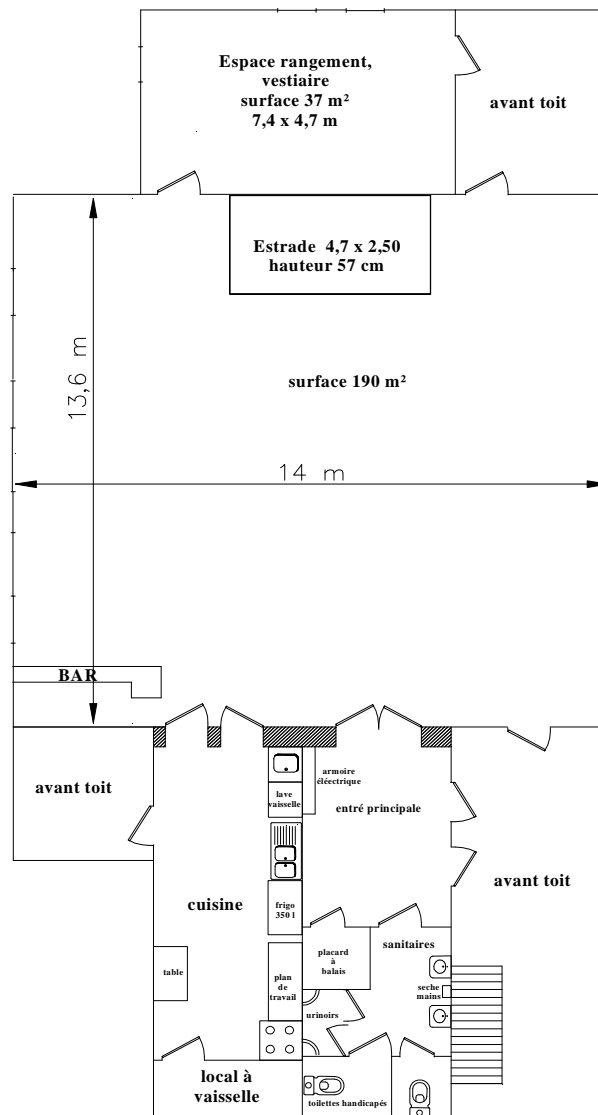 Espace rangement,
vestiaire
surface 37 m²
7,4 x 4,7 m
avant toit
Estrade 4,7 x 2,50
hauteur 57 cm
surface 190 m²
13,6 m
14 m
BAR
avant toit
armoire
éléectrique
lave
vaisselle
entré principale
avant toit
cuisine
frigo
350 l
sanitaires
placard
à
balais
table
plan
de
travail
seche
mains
urinoirs
local à
vaisselle
toilettes handicapés